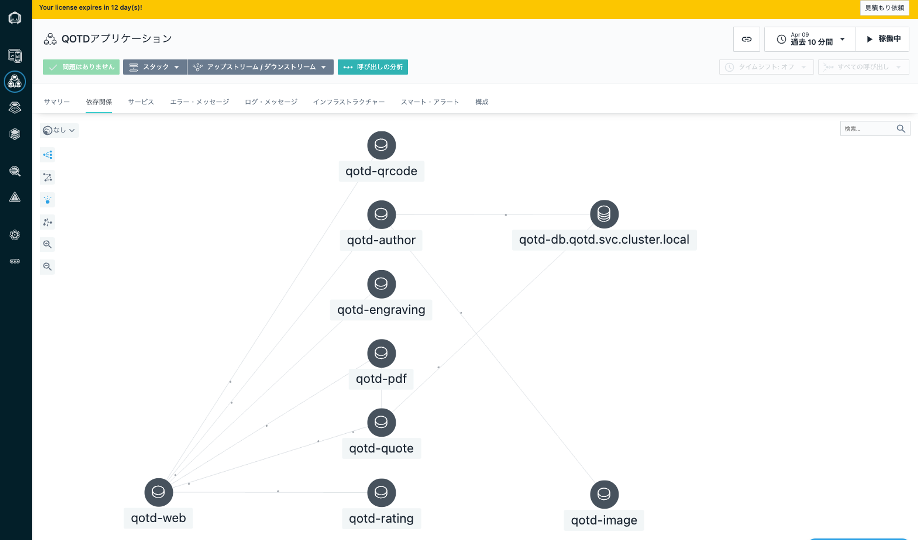 Your license expires in 12 day(s)!
見積もり依頼
QOTDアプリケーション
Apr 09
過去 10 分間
稼働中
問題はありません
スタック
アップストリーム / ダウンストリーム
呼び出しの分析
タイムシフト: オフ
すべての呼び出し
サマリー
依存関係
サービス
エラー・メッセージ
ログ・メッセージ
インフラストラクチャー
スマート・アラート
構成
なし
検索...
qotd-qrcode
qotd-author
qotd-db.qotd.svc.cluster.local
qotd-engraving
qotd-pdf
qotd-quote
qotd-web
qotd-rating
qotd-image